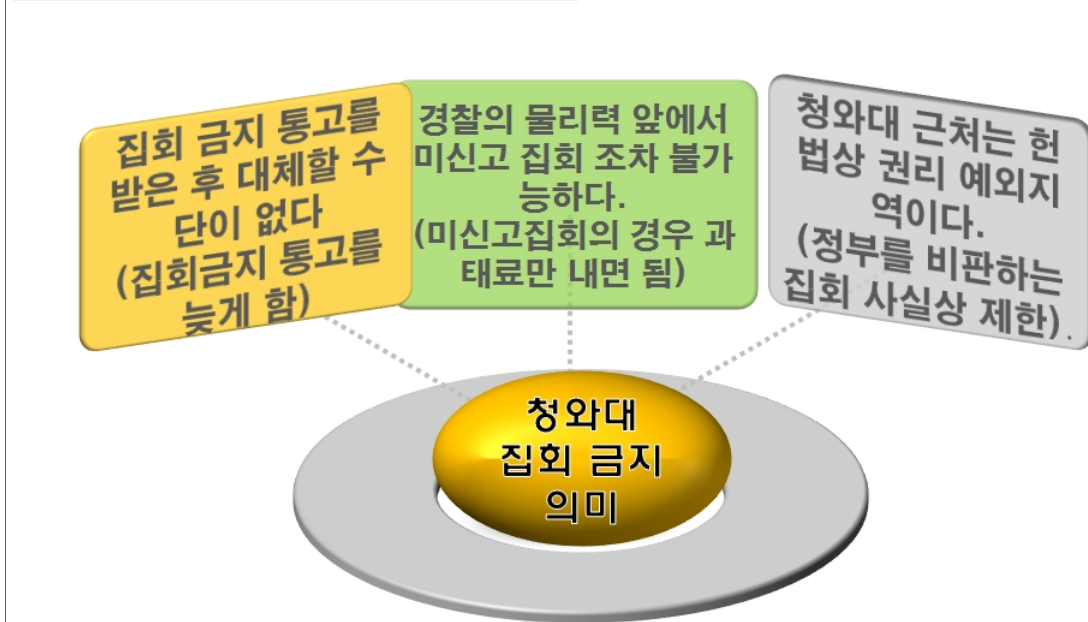 집회 금지 통고를
받은 후 대체할 수
단이 없다
(집회금지 통고를
늦게 함)
경찰의 물리력 앞에서
미신고 집회 조차 불가
능하다.
(미신고집회의 경우 과
태료만 내면 됨)
청와대 근처는 헌
법상 권리 예외지
역이다.
(정부를 비판하는
집회 사실상 제한).
청와대
집회 금지
의미